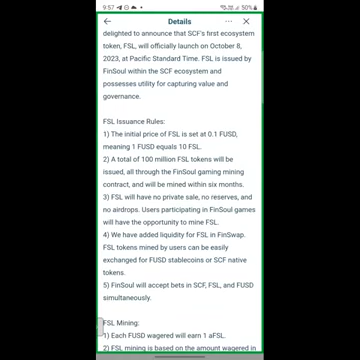 9:57
50%
Details
delighted to announce that SCF's first ecosystem
token, FSL, will officially launch on October 8,
2023, at Pacific Standard Time. FSL is issued by
FinSoul within the SCF ecosystem and
possesses utility for capturing value and
governance.
FSL Issuance Rules:
1) The initial price of FSL is set at 0.1 FUSD,
meaning 1 FUSD equals 10 FSL.
2) A total of 100 million FSL tokens will be
issued, all through the FinSoul gaming mining
contract, and will be mined within six months.
3) FSL will have no private sale, no reserves, and
no airdrops. Users participating in FinSoul games
will have the opportunity to mine FSL.
4) We have added liquidity for FSL in FinSwap.
FSL tokens mined by users can be easily
exchanged for FUSD stablecoins or SCF native
tokens.
5) FinSoul will accept bets in SCF, FSL, and FUSD
simultaneously.
FSL Mining:
1) Each FUSD wagered will earn 1 aFSL.
2) FSL mining is based on the amount wagered in